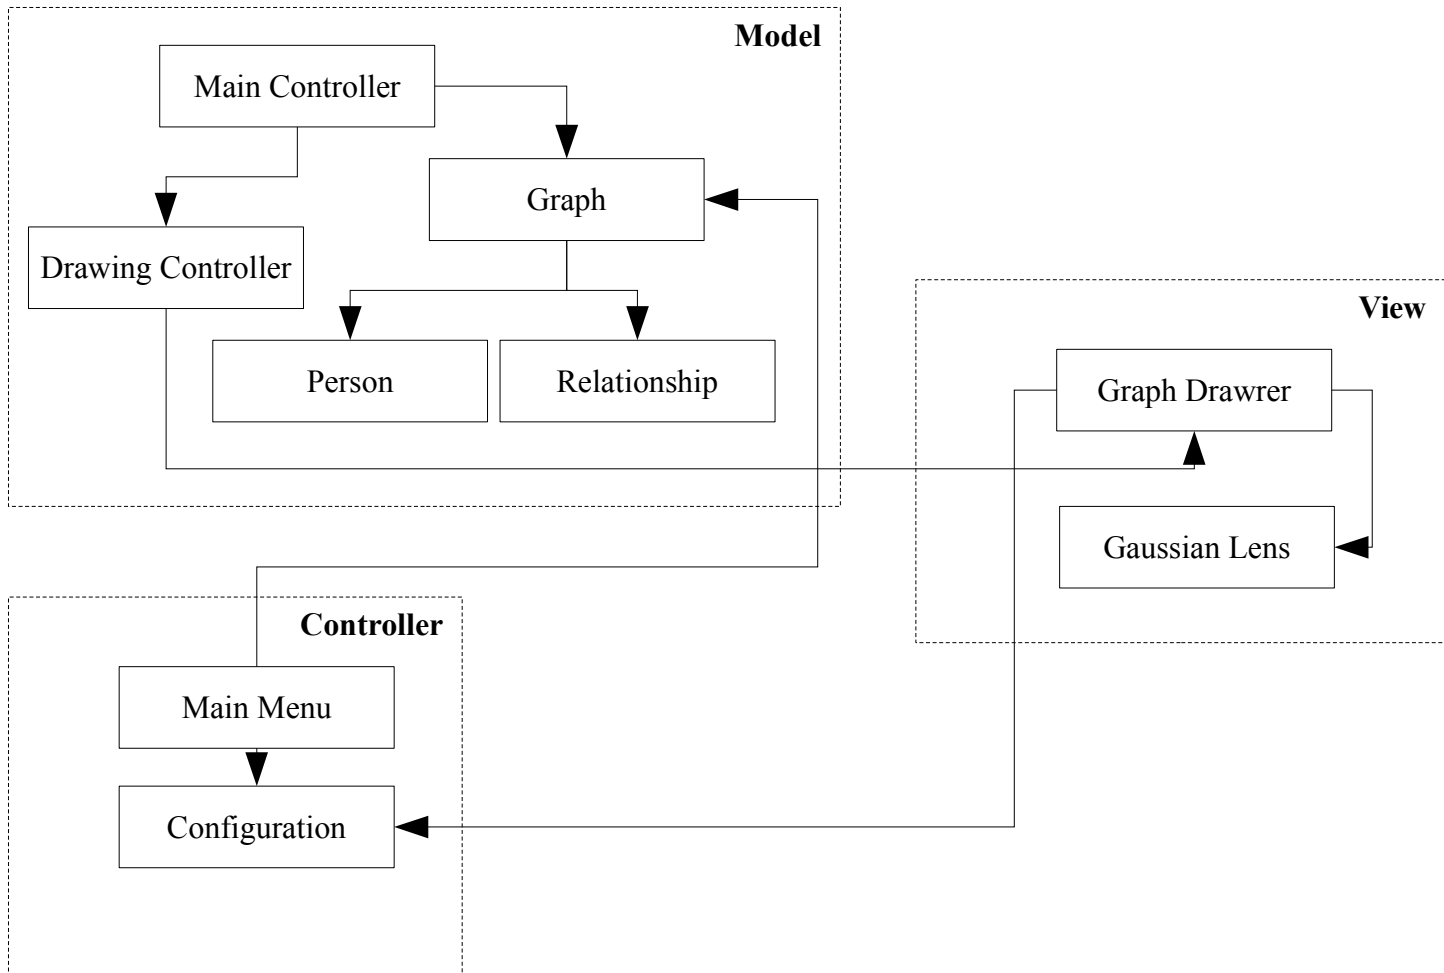 Model
Main Controller
Graph
Drawing Controller
Person
Relationship
View
Graph Drawrer
Gaussian Lens
Controller
Main Menu
Configuration